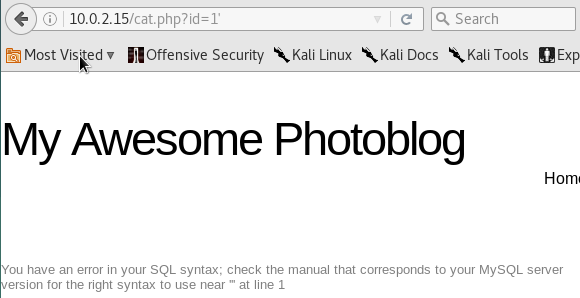 10.0.2.15/cat.php?id=1' Search
Most Visited Offensive Security Kali Linux Kali Docs Kali Tools Exp
My Awesome Photoblog
Home
You have an error in your SQL syntax; check the manual that corresponds to your MySQL server
version for the right syntax to use near ''' at line 1